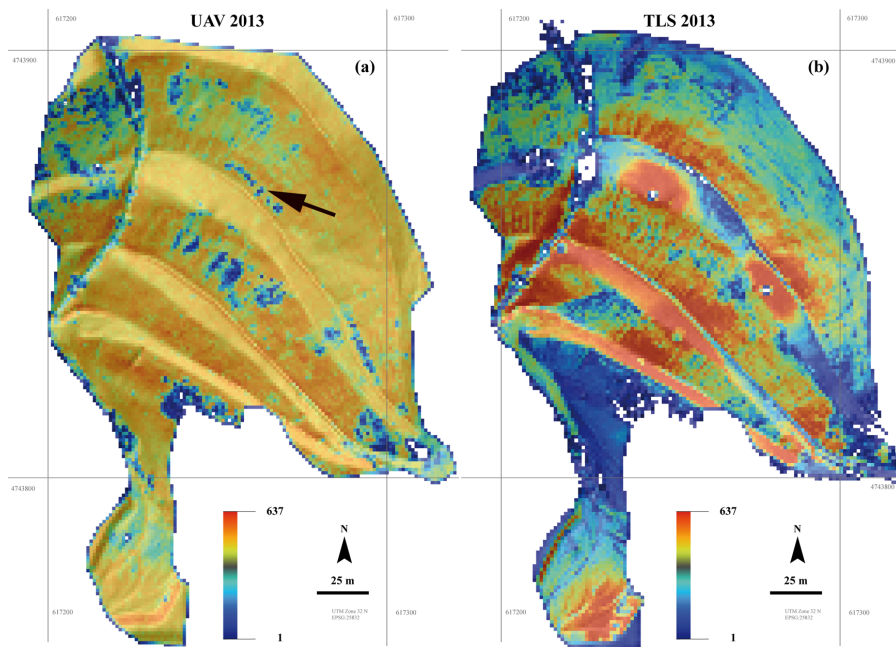 UAV 2013
TLS 2013
617200
617300
617200
617300
4743900
(a)
(b)
4743900
4743800
4743800
637
1
N
25 m
UTM Zone 32 N
EPSG:25832
637
1
N
25 m
UTM Zone 32 N
EPSG:25832
617200
617300
617200
617300